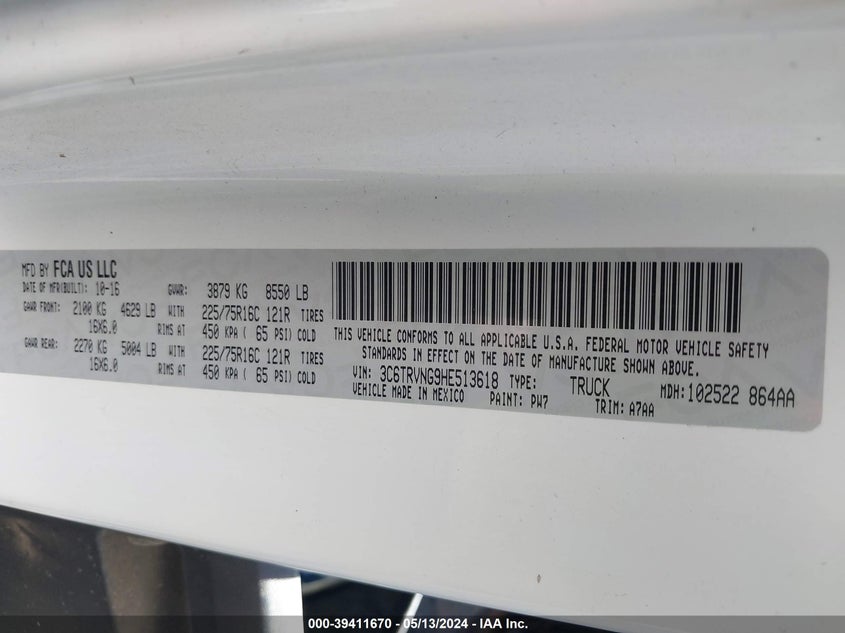 MFD BY FCA US LLC
DATE OF MFR(BUILT): 10-16 GVWR: 3879 KG 8550 LB
GAWR FRONT: 2100 KG 4629 LB WITH 225/75R16C 121R TIRES
16X6.0 RIMS AT 450 KPA ( 65 PSI) COLD
GAWR REAR: 2270 KG 5004 LB WITH 225/75R16C 121R TIRES
16X6.0 RIMS AT 450 KPA ( 65 PSI) COLD
THIS VEHICLE CONFORMS TO ALL APPLICABLE U.S.A. FEDERAL MOTOR VEHICLE SAFETY
STANDARDS IN EFFECT ON THE DATE OF MANUFACTURE SHOWN ABOVE.
VIN: 3C6TRVNG9HE513618 TYPE: TRUCK MDH: 102522 864AA
VEHICLE MADE IN MEXICO PAINT: PW7 TRIM: A7AA
000-39411670 - 05/13/2024 - IAA Inc.